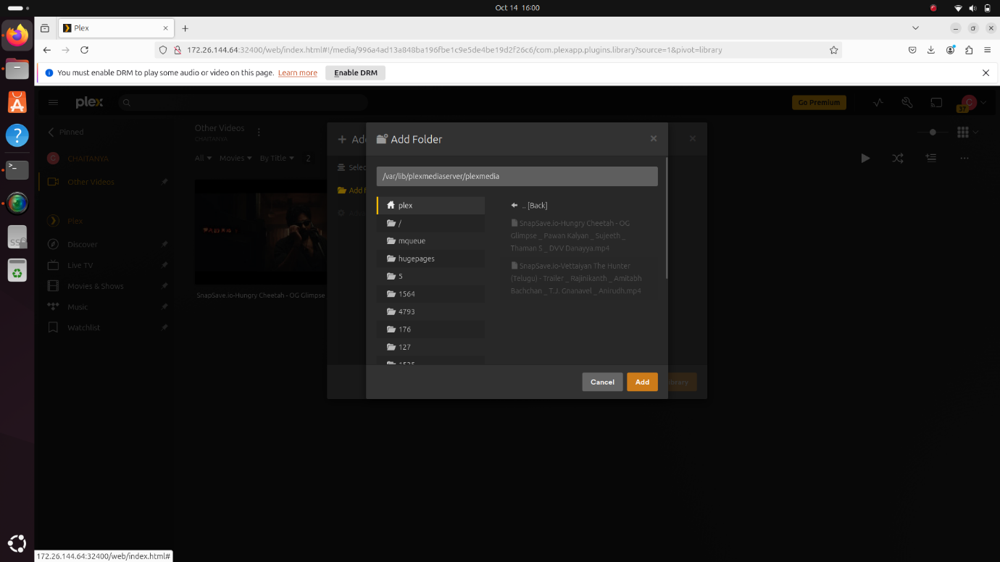 Oct 14 16:00
Plex
172.26.144.64:32400/web/index.html#!/media/996a4ad13a848ba196fbe1c9e5de4be19d2f26c6/com.plexapp.plugins.library?source=1&pivot=library
You must enable DRM to play some audio or video on this page. Learn more Enable DRM
plex
Go Premium
C
37
Pinned
C CHAITANYA
Other Videos
Plex
Discover
Live TV
Movies & Shows
Music
Watchlist
Other Videos
CHAITANYA
All Movies By Title 2
SnapSave.io-Hungry Cheetah - OG Glimpse
Add Folder
/var/lib/plexmediaserver/plexmedia
plex
/
mqueue
hugepages
5
1564
4793
176
127
.. [Back]
SnapSave.io-Hungry Cheetah - OG
Glimpse _ Pawan Kalyan _ Sujeeth _
Thaman S _ DVV Danayya.mp4
SnapSave.io-Vettaiyan The Hunter
(Telugu) - Trailer _ Rajinikanth _ Amitabh
Bachchan _ T.J. Gnanavel _ Anirudh.mp4
Cancel
Add
172.26.144.64:32400/web/index.html#